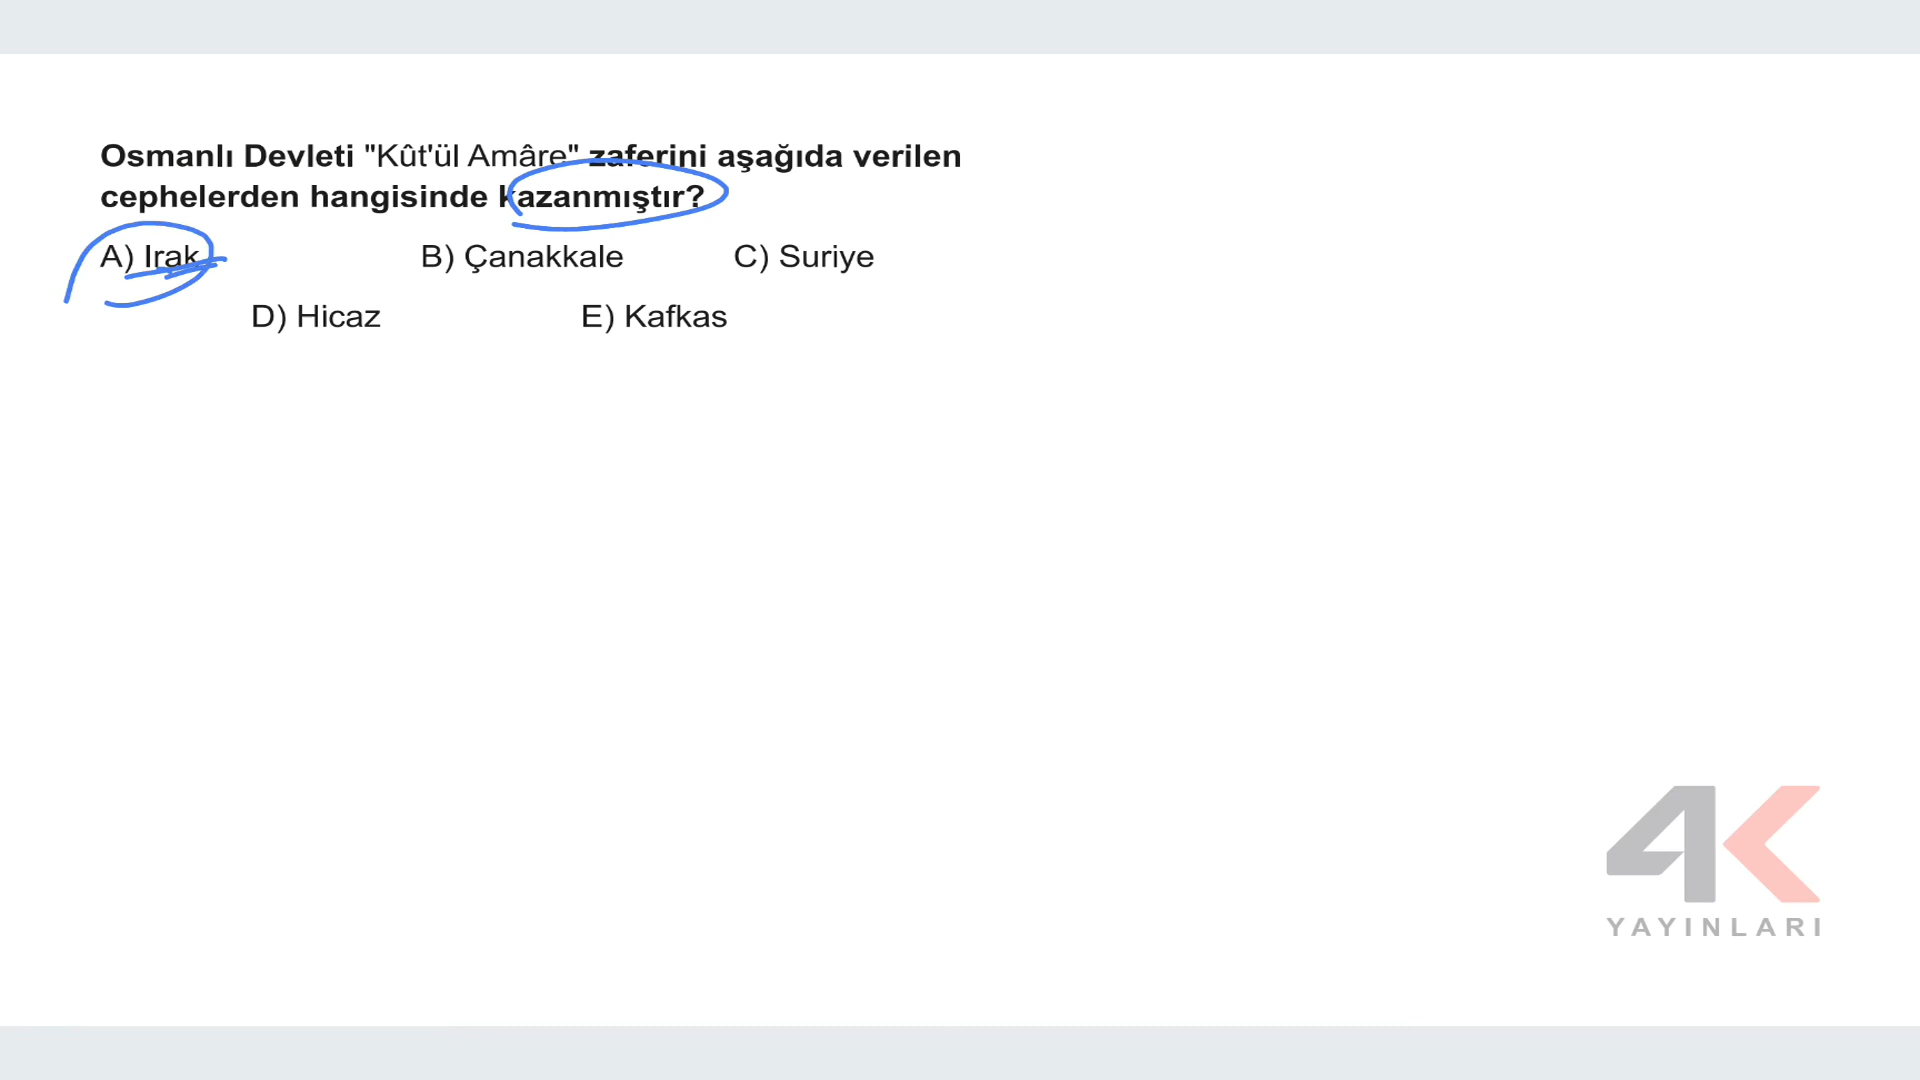 Osmanlı Devleti "Kût'ül Amâre" zaferini aşağıda verilen
cephelerden hangisinde kazanmıştır?
A) Irak B) Çanakkale C) Suriye
D) Hicaz E) Kafkas
4K
YAYINLARI